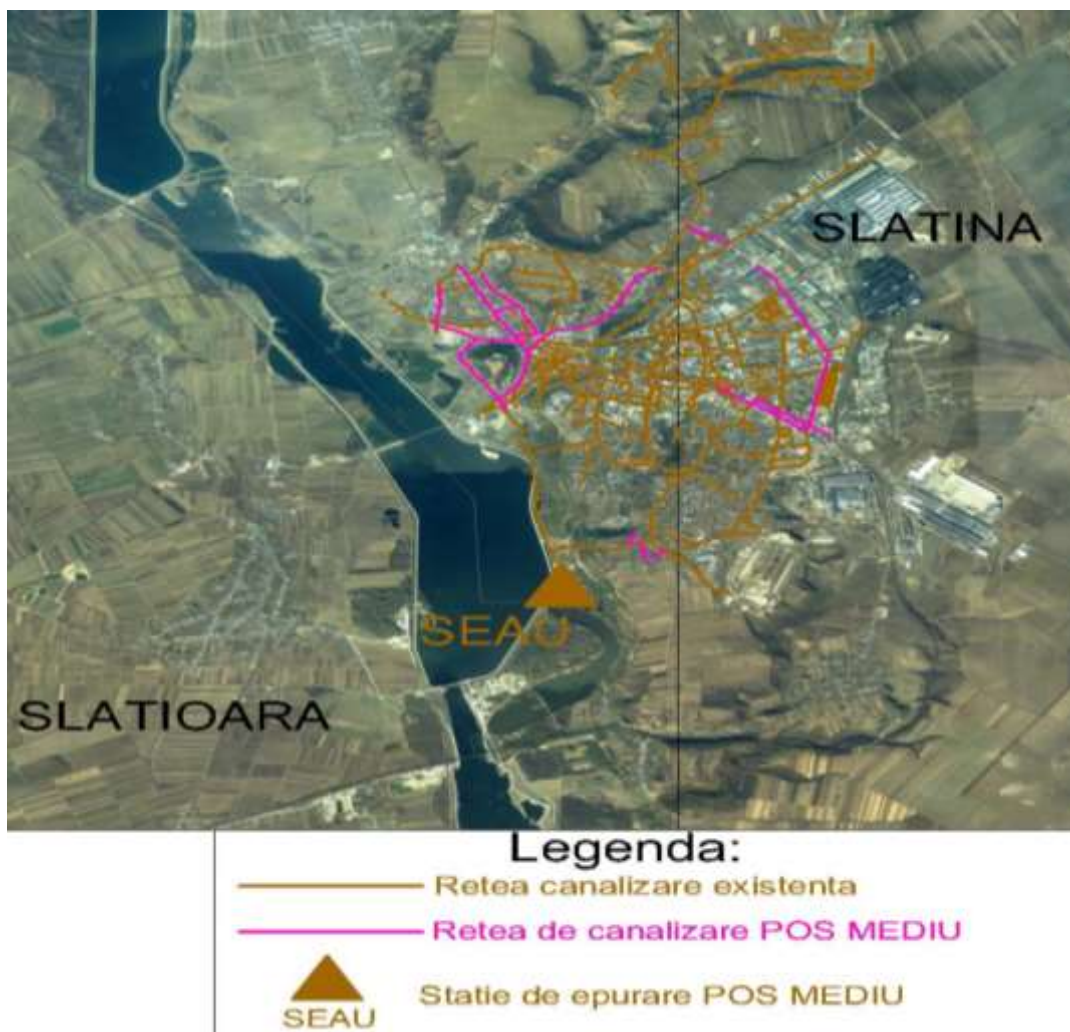 SLATINA
SEAU
SLATIOARA
Legenda:
Retea canalizare existenta
Retea de canalizare POS MEDIU
Statie de epurare POS MEDIU
SEAU